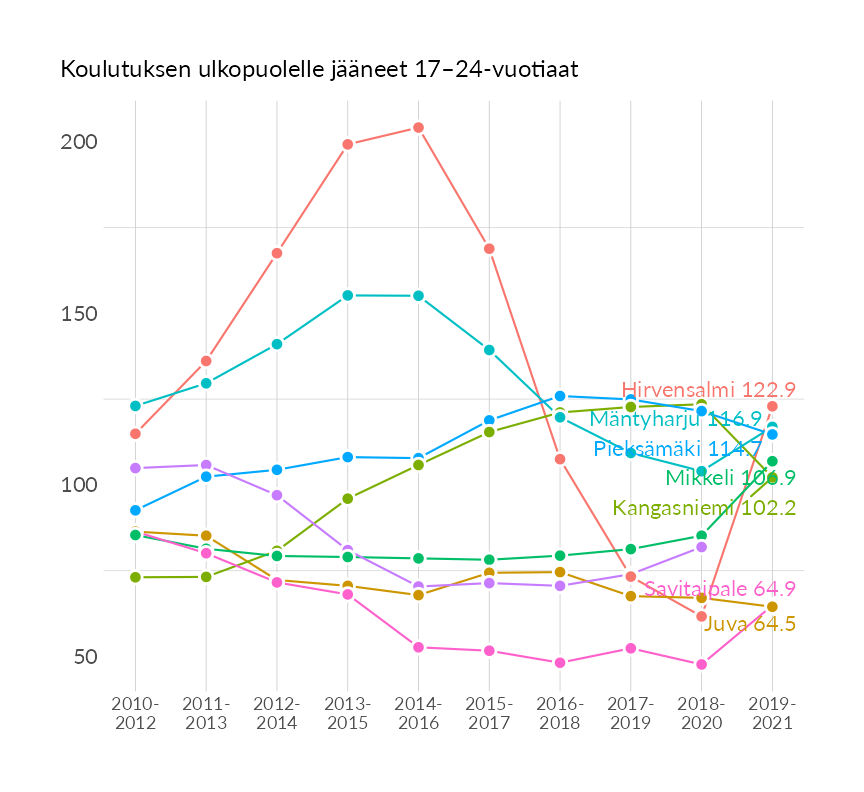 Koulutuksen ulkopuolelle jääneet 17–24-vuotiaat
200
150
100
50
Hirvensalmi 122.9
Mäntyharju 116.9
Pieksämäki 114.7
Mikkeli 106.9
Kangasniemi 102.2
Savitaipale 64.9
Juva 64.5
2010- 2011- 2012- 2013- 2014- 2015- 2016- 2017- 2018- 2019-
2012 2013 2014 2015 2016 2017 2018 2019 2020 2021